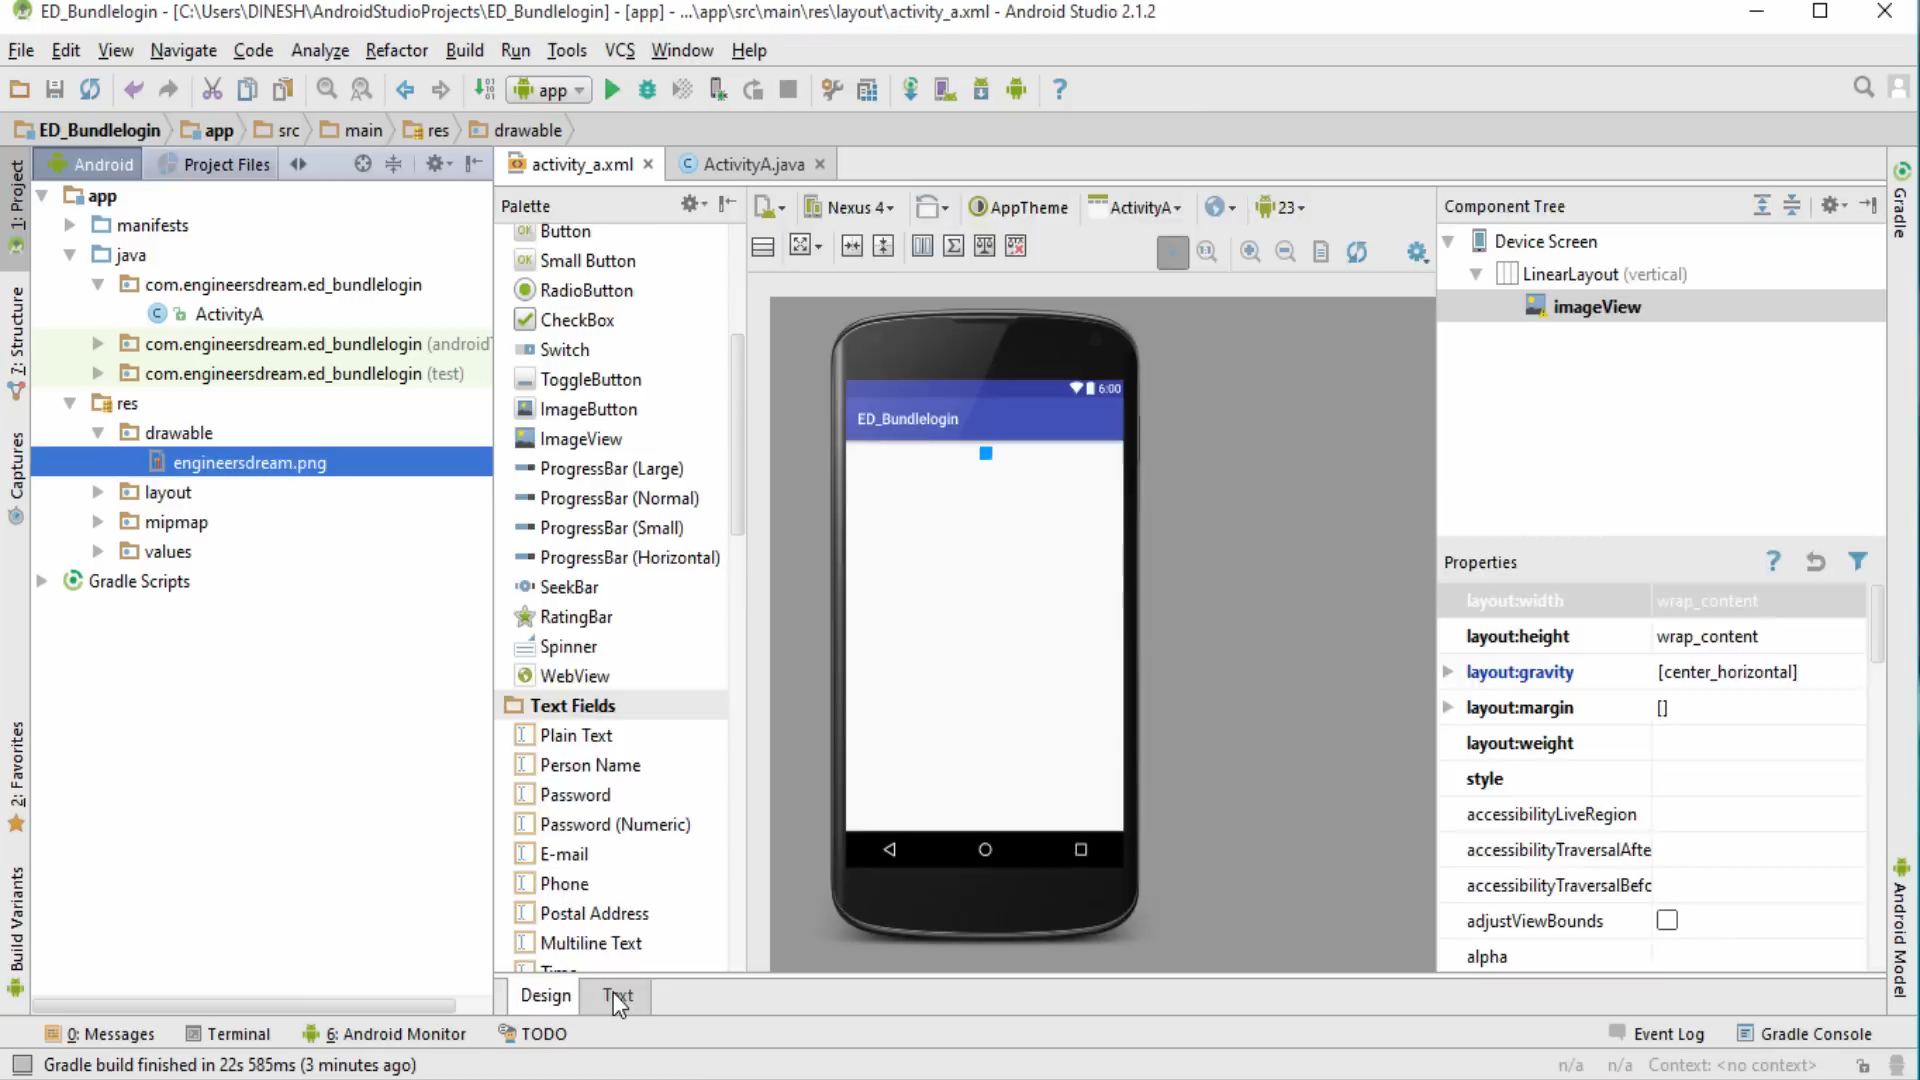 ED_Bundlelogin - [C:\Users\DINESH\AndroidStudioProjects\ED_Bundlelogin] - [app] - ...\app\src\main\res\layout\activity_a.xml - Android Studio 2.1.2
File Edit View Navigate Code Analyze Refactor Build Run Tools VCS Window Help
app
ED_Bundlelogin app src main res drawable
Android Project Files
activity_a.xml ActivityA.java
1: Project
7: Structure
Captures
2: Favorites
Build Variants
app
manifests
java
com.engineersdream.ed_bundlelogin
ActivityA
com.engineersdream.ed_bundlelogin (android
com.engineersdream.ed_bundlelogin (test)
res
drawable
engineersdream.png
layout
mipmap
values
Gradle Scripts
Palette
Button
OK Small Button
RadioButton
CheckBox
Switch
ToggleButton
ImageButton
ImageView
ProgressBar (Large)
ProgressBar (Normal)
ProgressBar (Small)
ProgressBar (Horizontal)
SeekBar
RatingBar
Spinner
WebView
Text Fields
Plain Text
Person Name
Password
Password (Numeric)
E-mail
Phone
Postal Address
Multiline Text
Time
Design Text
Nexus 4 AppTheme ActivityA 23
6:00
ED_Bundlelogin
Component Tree
Device Screen
LinearLayout (vertical)
imageView
Properties
layout:width wrap_content
layout:height wrap_content
layout:gravity [center_horizontal]
layout:margin []
layout:weight
style
accessibilityLiveRegion
accessibilityTraversalAfte
accessibilityTraversalBefo
adjustViewBounds
alpha
Gradle
Android Model
0: Messages Terminal 6: Android Monitor TODO Event Log Gradle Console
Gradle build finished in 22s 585ms (3 minutes ago) n/a n/a Context: <no context>